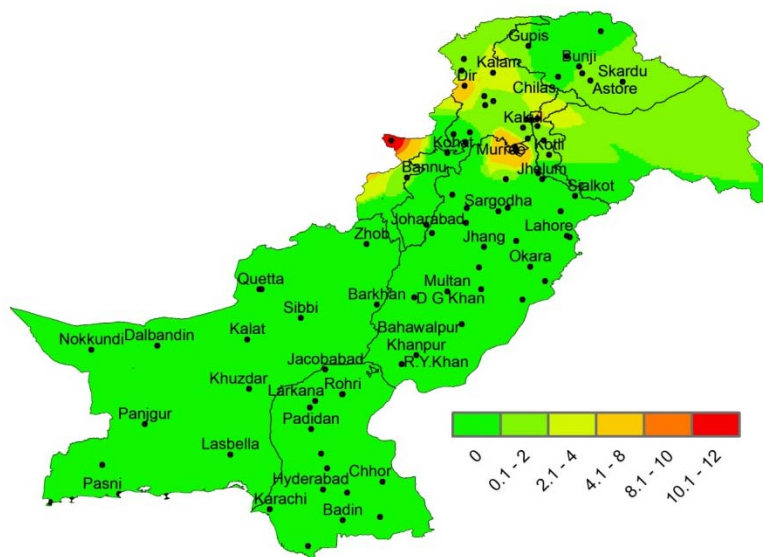 Gupis
Bunji
Kalam
Skardu
Dir
Chilas
Astore
Kohat
Murree
Kotli
Bannu
Jhelum
Sialkot
Sargodha
Joharabad
Lahore
Zhob
Jhang
Okara
Quetta
Multan
Barkhan
D G Khan
Sibbi
Bahawalpur
Nokkundi
Dalbandin
Kalat
Khanpur
Jacobabad
R.Y.Khan
Khuzdar
Rohri
Larkana
Panjgur
Padidan
Lasbella
Hyderabad
Chhor
Pasni
Karachi
Badin
0
0.1 - 2
2.1 - 4
4.1 - 8
8.1 - 10
10.1 - 12